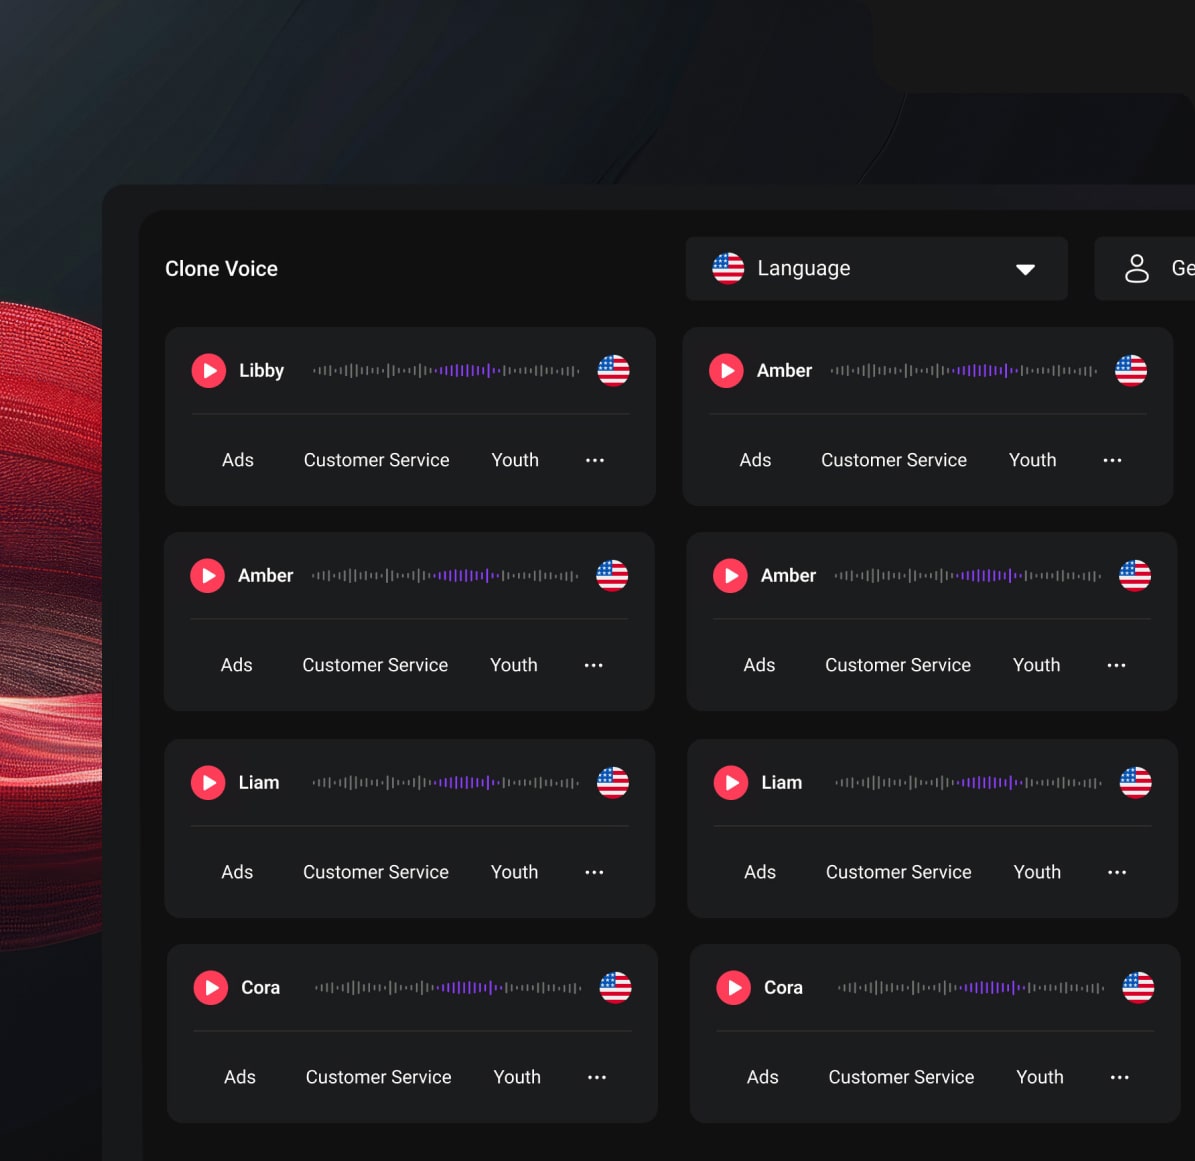 Clone Voice Language Ge
Libby Amber
Ads Customer Service Youth ... Ads Customer Service Youth ...
Amber Amber
Ads Customer Service Youth ... Ads Customer Service Youth ...
Liam Liam
Ads Customer Service Youth ... Ads Customer Service Youth ...
Cora Cora
Ads Customer Service Youth ... Ads Customer Service Youth ...